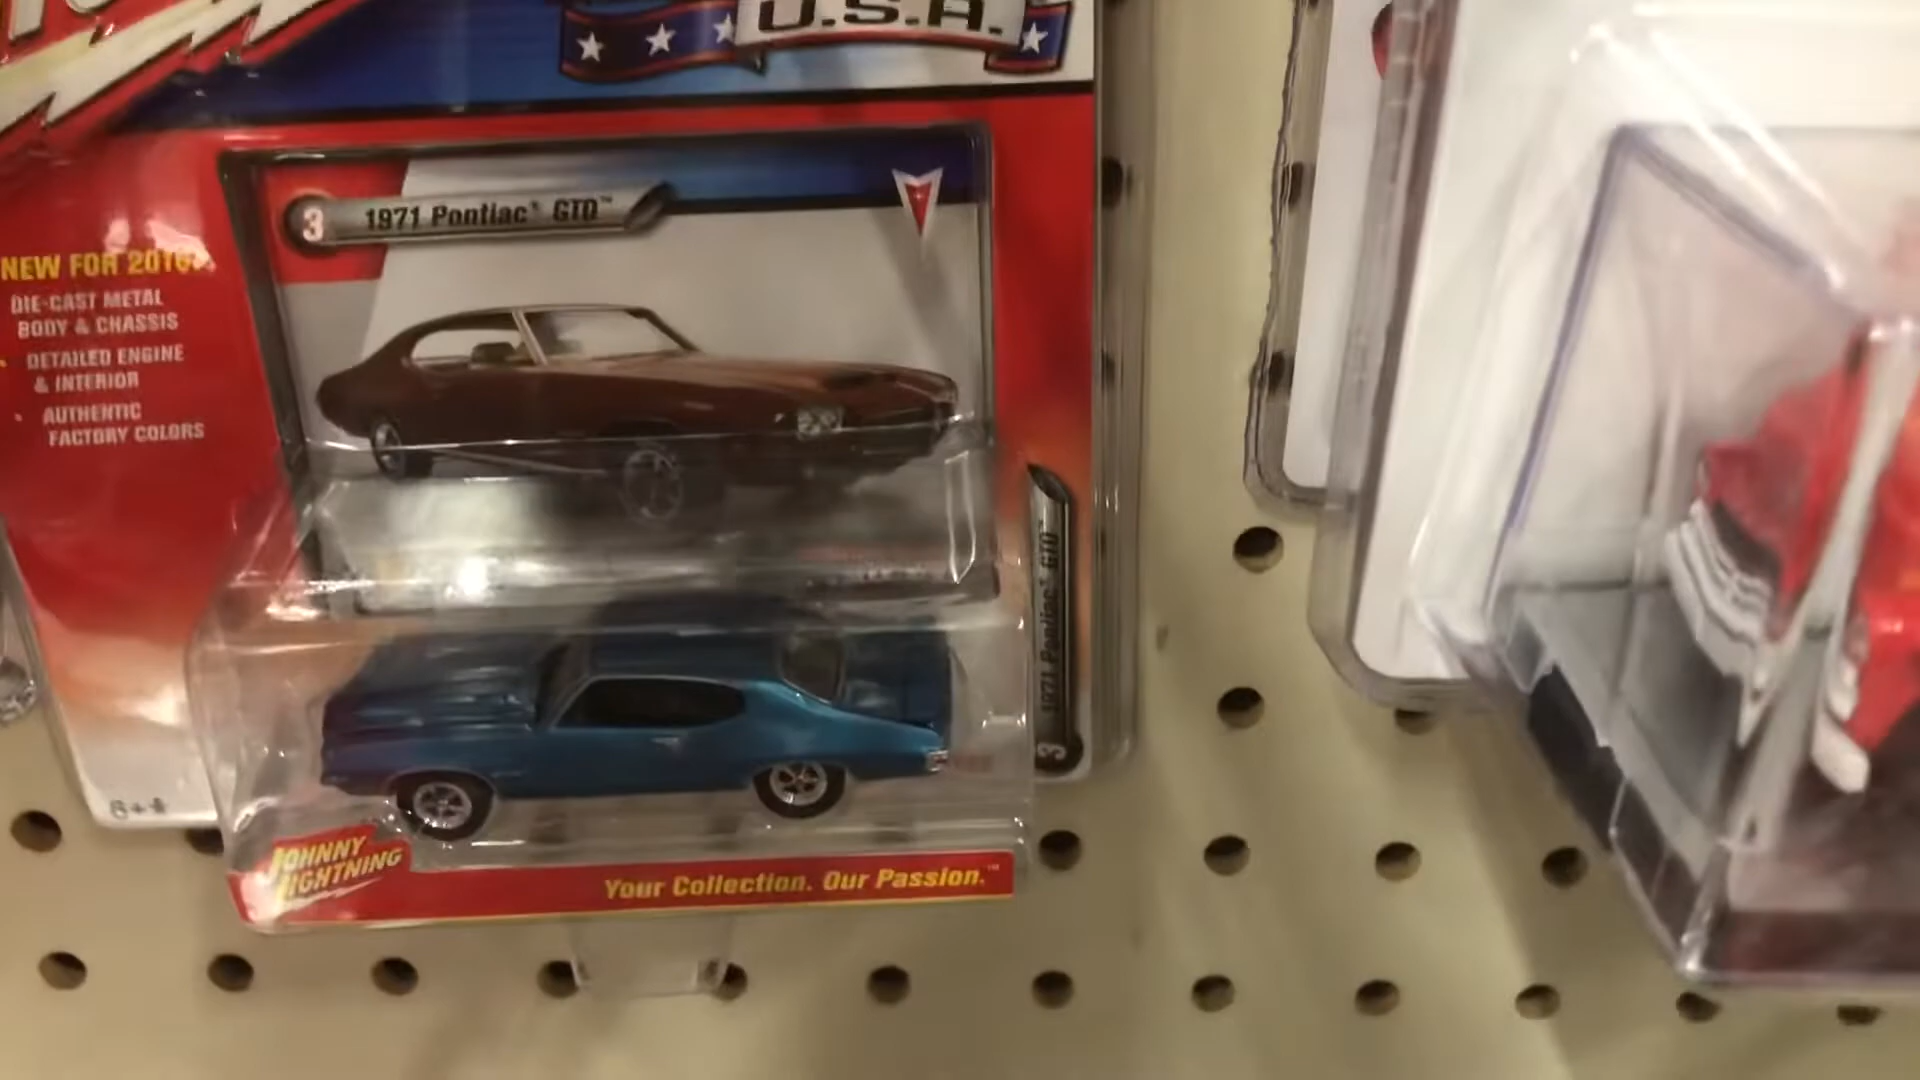 U.S.A.
3 1971 Pontiac® GTO™
NEW FOR 2016!
DIE-CAST METAL
BODY & CHASSIS
DETAILED ENGINE
& INTERIOR
AUTHENTIC
FACTORY COLORS
3 1971 Pontiac® GTO™
JOHNNY
LIGHTNING
Your Collection. Our Passion.™